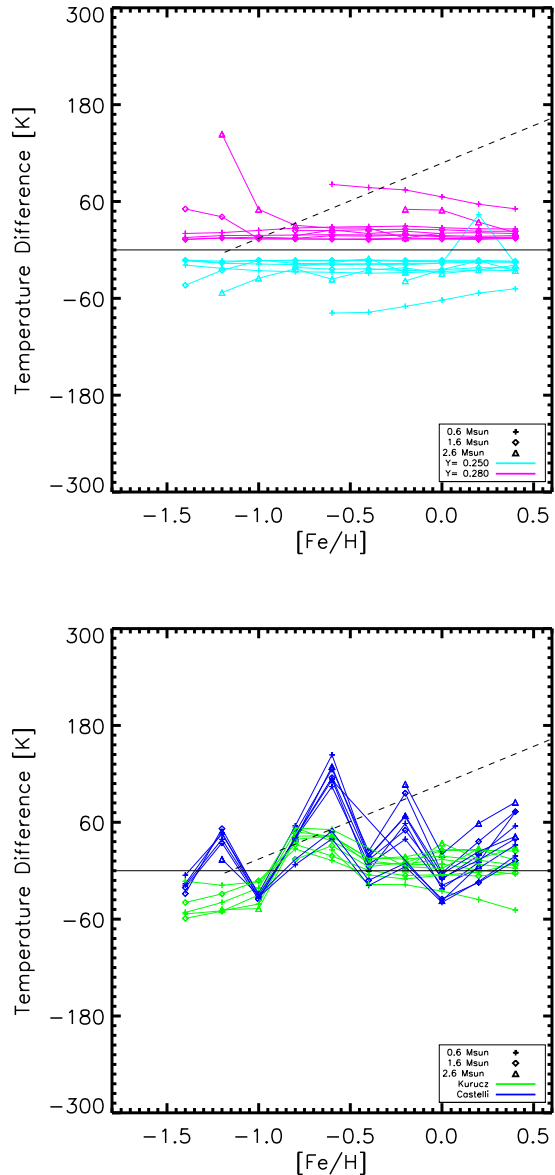 300
180
60
−60
−180
−300
Temperature Difference [K]
0.6 Msun
1.6 Msun
2.6 Msun
Y= 0.250
Y= 0.280
−1.5 −1.0 −0.5 0.0 0.5
[Fe/H]
300
180
60
−60
−180
−300
Temperature Difference [K]
0.6 Msun
1.6 Msun
2.6 Msun
Kurucz
Castelli
−1.5 −1.0 −0.5 0.0 0.5
[Fe/H]